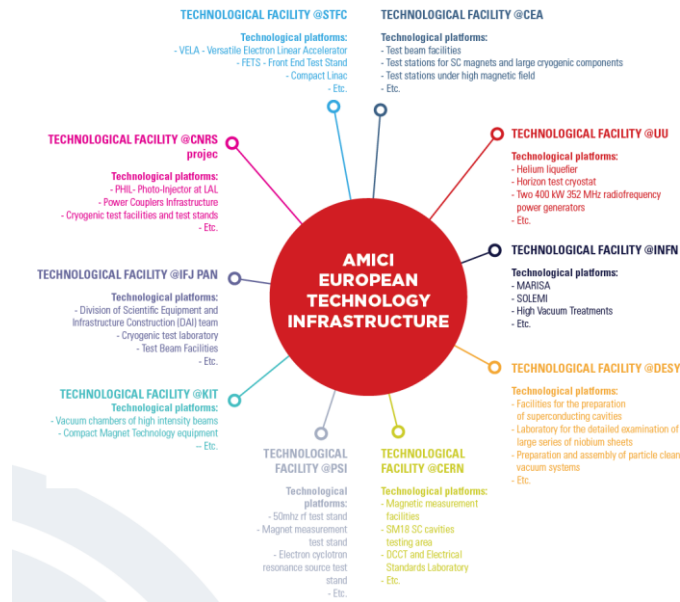 TECHNOLOGICAL FACILITY @STFC
Technological platforms:
- VELA - Versatile Electron Linear Accelerator
- FETS - Front End Test Stand
- Compact Linac
- Etc.
TECHNOLOGICAL FACILITY @CEA
Technological platforms:
- Test beam facilities
- Test stations for SC magnets and large cryogenic components
- Test stations under high magnetic field
- Etc.
TECHNOLOGICAL FACILITY @CNRS
projec
Technological platforms:
- PHIL- Photo-Injector at LAL
- Power Couplers Infrastructure
- Cryogenic test facilities and test stands
- Etc.
TECHNOLOGICAL FACILITY @UU
Technological platforms:
- Helium liquefier
- Horizon test cryostat
- Two 400 kW 352 MHz radiofrequency
power generators
- Etc.
AMICI
EUROPEAN
TECHNOLOGY
INFRASTRUCTURE
TECHNOLOGICAL FACILITY @IFJ PAN
Technological platforms:
- Division of Scientific Equipment and
Infrastructure Construction (DAI) team
- Cryogenic test laboratory
- Test Beam Facilities
- Etc.
TECHNOLOGICAL FACILITY @INFN
Technological platforms:
- MARISA
- SOLEMI
- High Vacuum Treatments
- Etc.
TECHNOLOGICAL FACILITY @KIT
Technological platforms:
- Vacuum chambers of high intensity beams
- Compact Magnet Technology equipment
– Etc.
TECHNOLOGICAL FACILITY @DESY
Technological platforms:
- Facilities for the preparation
of superconducting cavities
- Laboratory for the detailed examination of
large series of niobium sheets
- Preparation and assembly of particle clean
vacuum systems
- Etc.
TECHNOLOGICAL
FACILITY @PSI
Technological
platforms:
- 50mhz rf test stand
- Magnet measurement
test stand
- Electron cyclotron
resonance source test
stand
- Etc.
TECHNOLOGICAL
FACILITY @CERN
Technological platforms:
- Magnetic measurement
facilities
- SM18 SC cavities
testing area
- DCCT and Electrical
Standards Laboratory
- Etc.